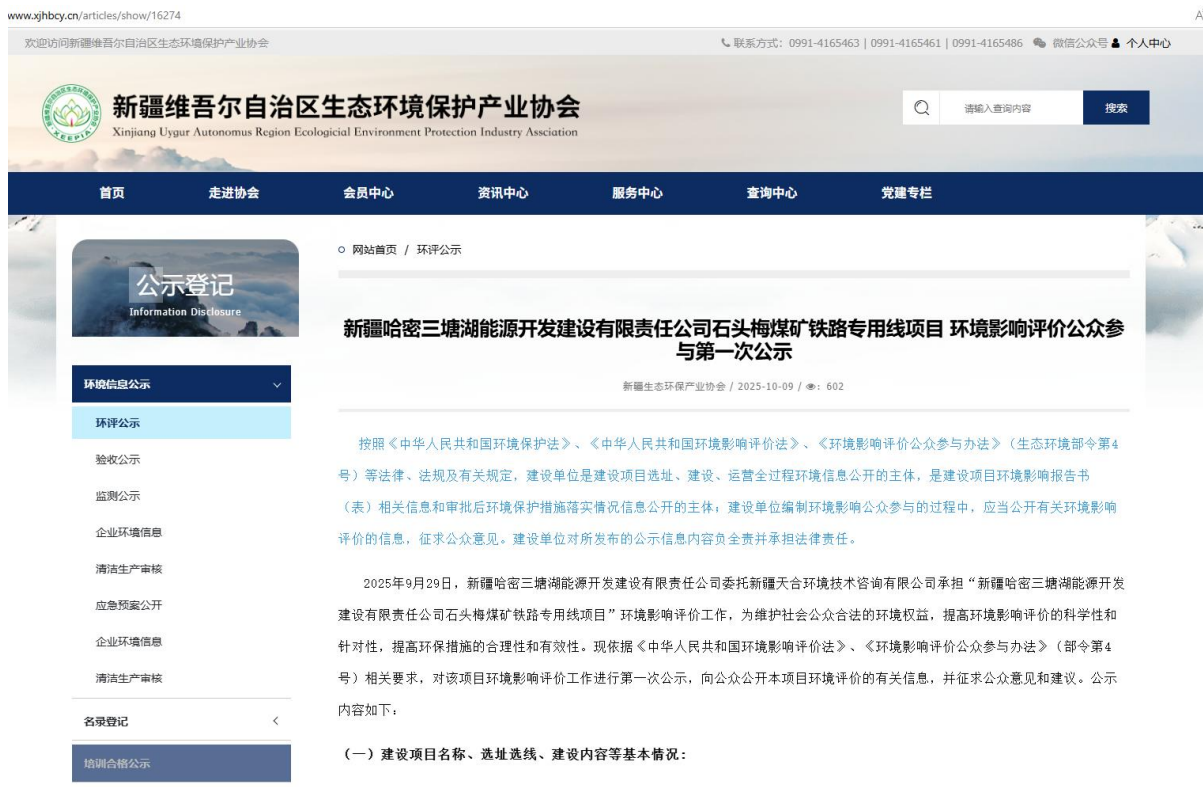 www.xjhbcy.cn/articles/show/16274
欢迎访问新疆维吾尔自治区生态环境保护产业协会
联系方式: 0991-4165463 | 0991-4165461 | 0991-4165486 微信公众号 个人中心
新疆维吾尔自治区生态环境保护产业协会
Xinjiang Uygur Autonomus Region Ecologicial Environment Protection Industry Assciation
XEEPIA
请输入查询内容
搜索
首页 走进协会 会员中心 资讯中心 服务中心 查询中心 党建专栏
公示登记
Information Disclosure
环境信息公示
环评公示
验收公示
监测公示
企业环境信息
清洁生产审核
应急预案公开
企业环境信息
清洁生产审核
名录登记
培训合格公示
网站首页 / 环评公示
新疆哈密三塘湖能源开发建设有限责任公司石头梅煤矿铁路专用线项目 环境影响评价公众参
与第一次公示
新疆生态环保产业协会 / 2025-10-09 / : 602
按照《中华人民共和国环境保护法》、《中华人民共和国环境影响评价法》、《环境影响评价公众参与办法》（生态环境部令第4
号）等法律、法规及有关规定，建设单位是建设项目选址、建设、运营全过程环境信息公开的主体，是建设项目环境影响报告书
（表）相关信息和审批后环境保护措施落实情况信息公开的主体；建设单位编制环境影响公众参与的过程中，应当公开有关环境影响
评价的信息，征求公众意见。建设单位对所发布的公示信息内容负全责并承担法律责任。
2025年9月29日，新疆哈密三塘湖能源开发建设有限责任公司委托新疆天合环境技术咨询有限公司承担“新疆哈密三塘湖能源开发
建设有限责任公司石头梅煤矿铁路专用线项目”环境影响评价工作，为维护社会公众合法的环境权益，提高环境影响评价的科学性和
针对性，提高环保措施的合理性和有效性。现依据《中华人民共和国环境影响评价法》、《环境影响评价公众参与办法》（部令第4
号）相关要求，对该项目环境影响评价工作进行第一次公示，向公众公开本项目环境评价的有关信息，并征求公众意见和建议。公示
内容如下：
（一）建设项目名称、选址选线、建设内容等基本情况：